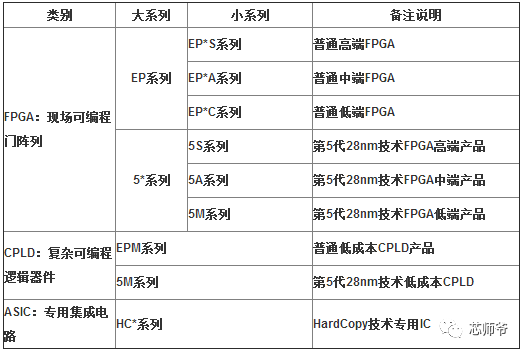 类别 大系列 小系列 备注说明
FPGA：现场可编程
门阵列
EP系列
EP*S系列 普通高端FPGA
EP*A系列 普通中端FPGA
EP*C系列 普通低端FPGA
5*系列
5S系列 第5代28nm技术FPGA高端产品
5A系列 第5代28nm技术FPGA中端产品
5M系列 第5代28nm技术FPGA低端产品
CPLD：复杂可编程
逻辑器件
EPM系列 普通低成本CPLD产品
5M系列 第5代28nm技术低成本CPLD
ASIC：专用集成电
路
HC*系列 HardCopy技术专用IC
芯师爷